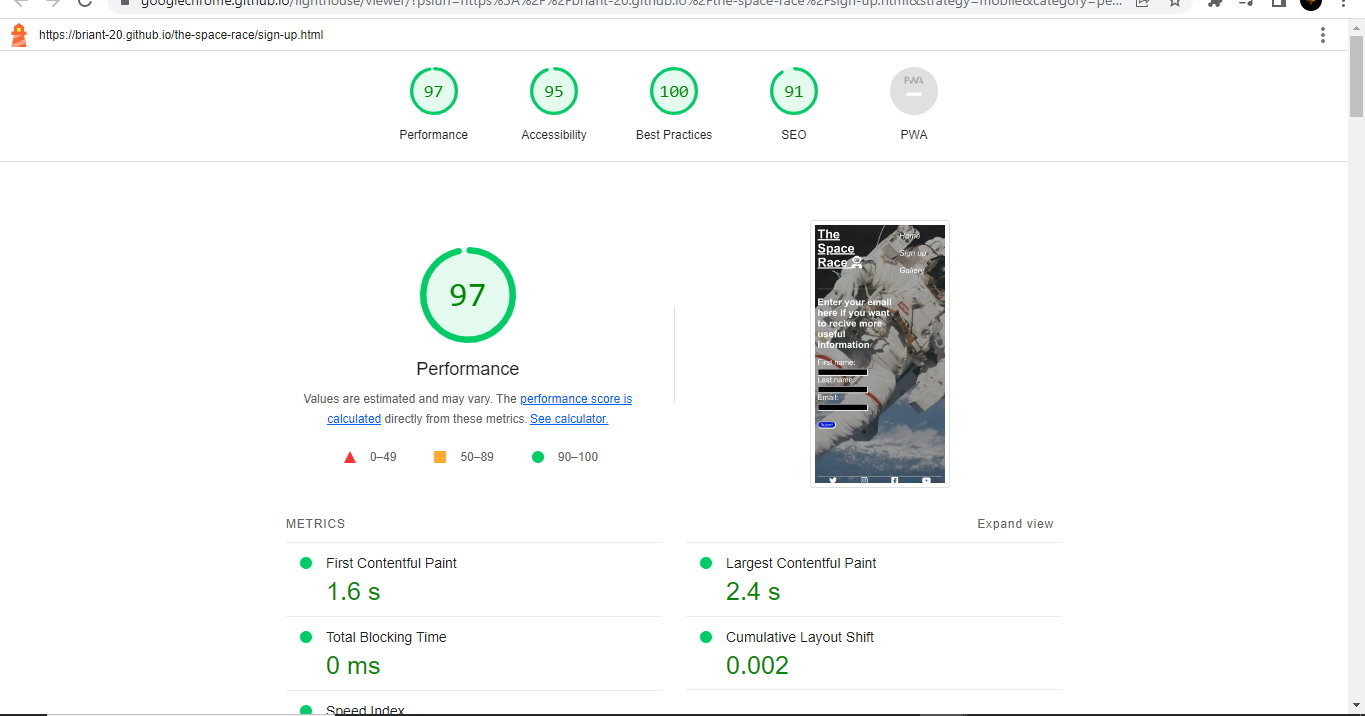 googlechrome.github.io/lighthouse/viewer/?psiurl=https%3A%2F%2Fbriant-20.github.io%2Fthe-space-race%2Fsign-up.html&strategy=mobile&category=pe...
https://briant-20.github.io/the-space-race/sign-up.html
97
95
100
91
PWA
Performance
Accessibility
Best Practices
SEO
PWA
97
Performance
Values are estimated and may vary. The performance score is
calculated directly from these metrics. See calculator.
0–49
50–89
90–100
The
Space
Race
Home
Sign up
Gallery
Enter your email
here if you want
to recive more
useful
information
First name:
Last name:
Email:
Submit
METRICS
Expand view
First Contentful Paint
1.6 s
Largest Contentful Paint
2.4 s
Total Blocking Time
0 ms
Cumulative Layout Shift
0.002
Speed Index